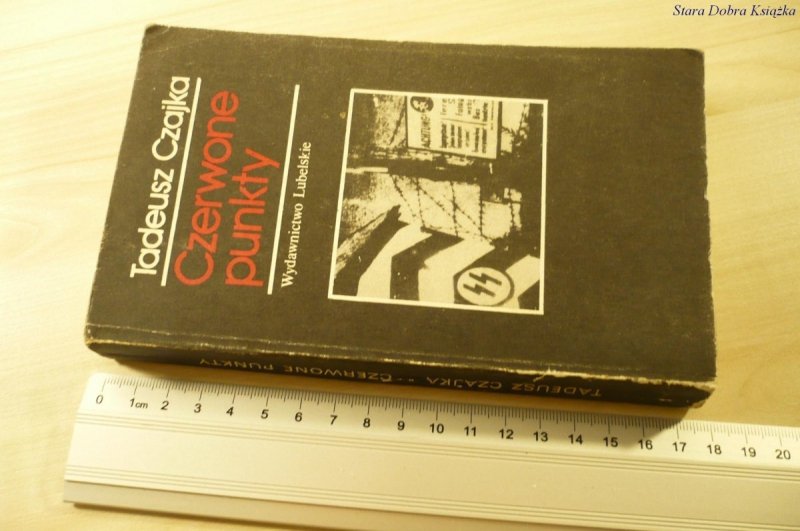 Stara Dobra Książka
Tadeusz Czajka
Czerwone
punkty
Wydawnictwo Lubelskie
ACHTUNG!
TADEUSZ CZAJKA • CZERWONE PUNKTY
0 1cm 2 3 4 5 6 7 8 9 10 11 12 13 14 15 16 17 18 19 20